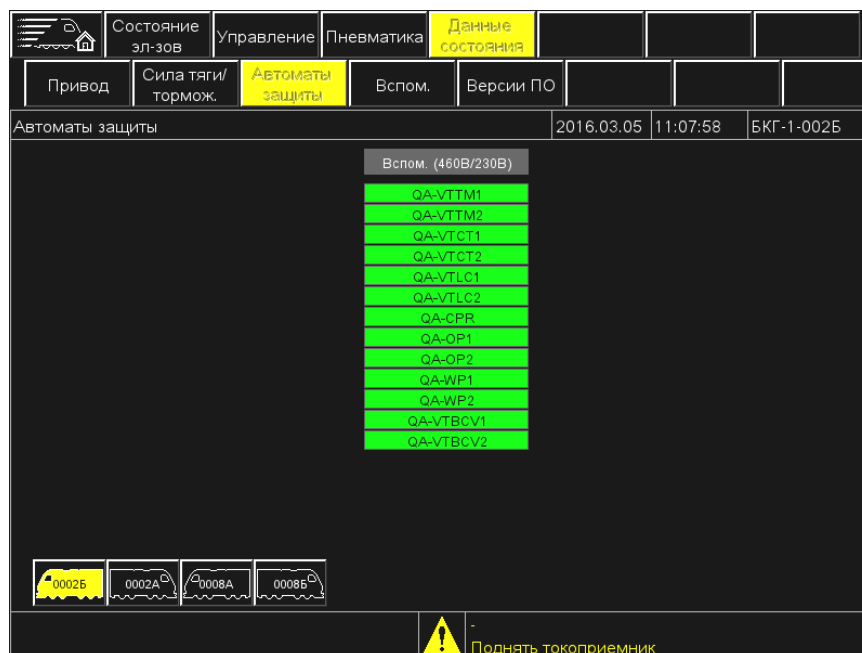 Состояние
эл-зов
Управление
Пневматика
Данные
состояния
Привод
Сила тяги/
тормож.
Автоматы
защиты
Вспом.
Версии ПО
Автоматы защиты
2016.03.05
11:07:58
БКГ-1-002Б
Вспом. (460В/230В)
QA-VTTM1
QA-VTTM2
QA-VTCT1
QA-VTCT2
QA-VTLC1
QA-VTLC2
QA-CPR
QA-OP1
QA-OP2
QA-WP1
QA-WP2
QA-VTBCV1
QA-VTBCV2
0002Б
0002А
0008А
0008Б
-
Поднять токоприемник